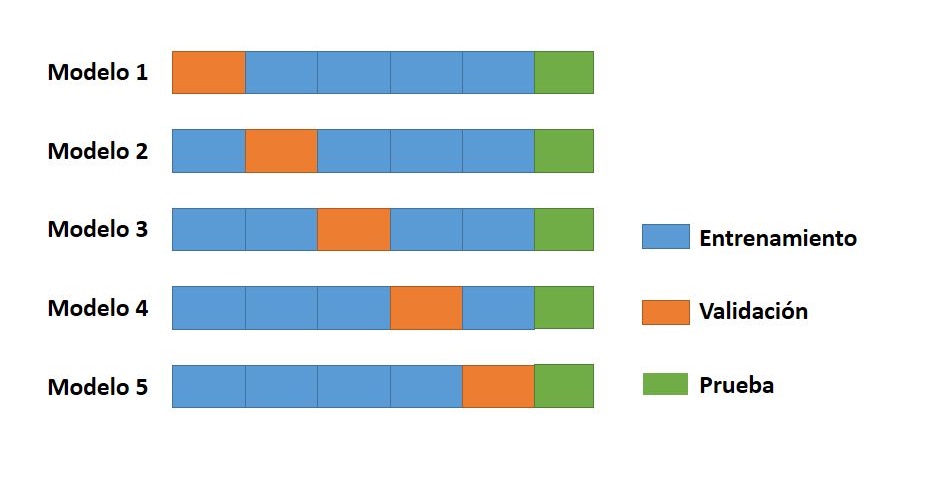 Modelo 1
Modelo 2
Modelo 3
Modelo 4
Modelo 5
Entrenamiento
Validación
Prueba